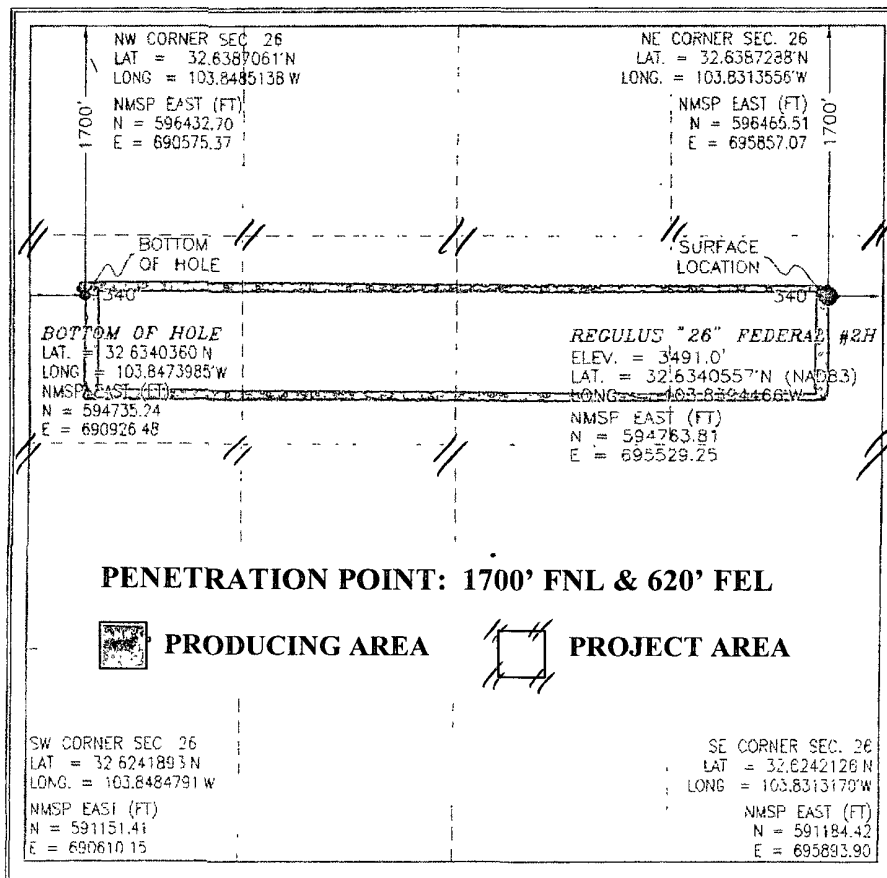 NW CORNER SEC 26
LAT = 32.6387061'N
LONG = 103.8485138 W
NMSP EAST (FT)
N = 596432.70
E = 690575.37
1700'
NE CORNER SEC. 26
LAT. = 32.6387288'N
LONG. = 103.8313556'W
NMSP EAST (FT)
N = 596465.51
E = 695857.07
1700'
BOTTOM
OF HOLE
SURFACE
LOCATION
340'
340'
BOTTOM OF HOLE
LAT. = 32.6340360 N
LONG = 103.8473985'W
NMSP EAST (FT)
N = 594735.24
E = 690926 48
REGULUS "26" FEDERAL #2H
ELEV. = 3491.0'
LAT. = 32.6340557'N (NAD83)
LONG = 103.8324466 W
NMSP EAST (FT)
N = 594763.81
E = 695529.25
PENETRATION POINT: 1700' FNL & 620' FEL
PRODUCING AREA
PROJECT AREA
SW CORNER SEC 26
LAT = 32 6241893 N
LONG. = 103.8484791 W
NMSP EAST (FT)
N = 591151.41
E = 690610 15
SE CORNER SEC. 26
LAT = 32.6242126 N
LONG = 103.8313170'W
NMSP EAST (FT)
N = 591184.42
E = 695893.90